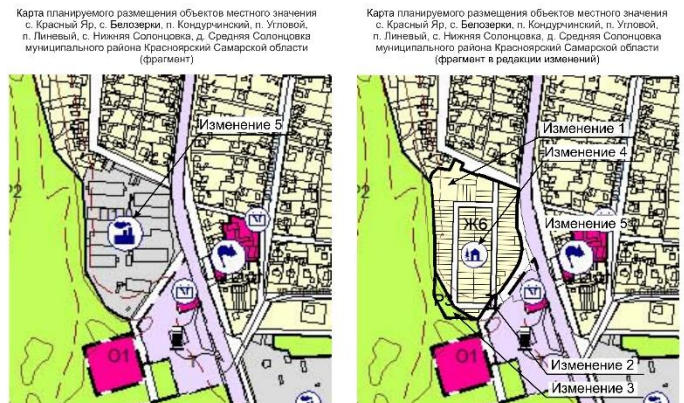 Карта планируемого размещения объектов местного значения
с. Красный Яр, с. Белозерки, п. Кондурчинский, п. Угловой,
п. Линевый, с. Нижняя Солонцовка, д. Средняя Солонцовка
муниципального района Красноярский Самарской области
(фрагмент)
Изменение 5
О1
Карта планируемого размещения объектов местного значения
с. Красный Яр, с. Белозерки, п. Кондурчинский, п. Угловой,
п. Линевый, с. Нижняя Солонцовка, д. Средняя Солонцовка
муниципального района Красноярский Самарской области
(фрагмент в редакции изменений)
Изменение 1
Изменение 4
Ж6
Изменение 5
О1
Изменение 2
Изменение 3